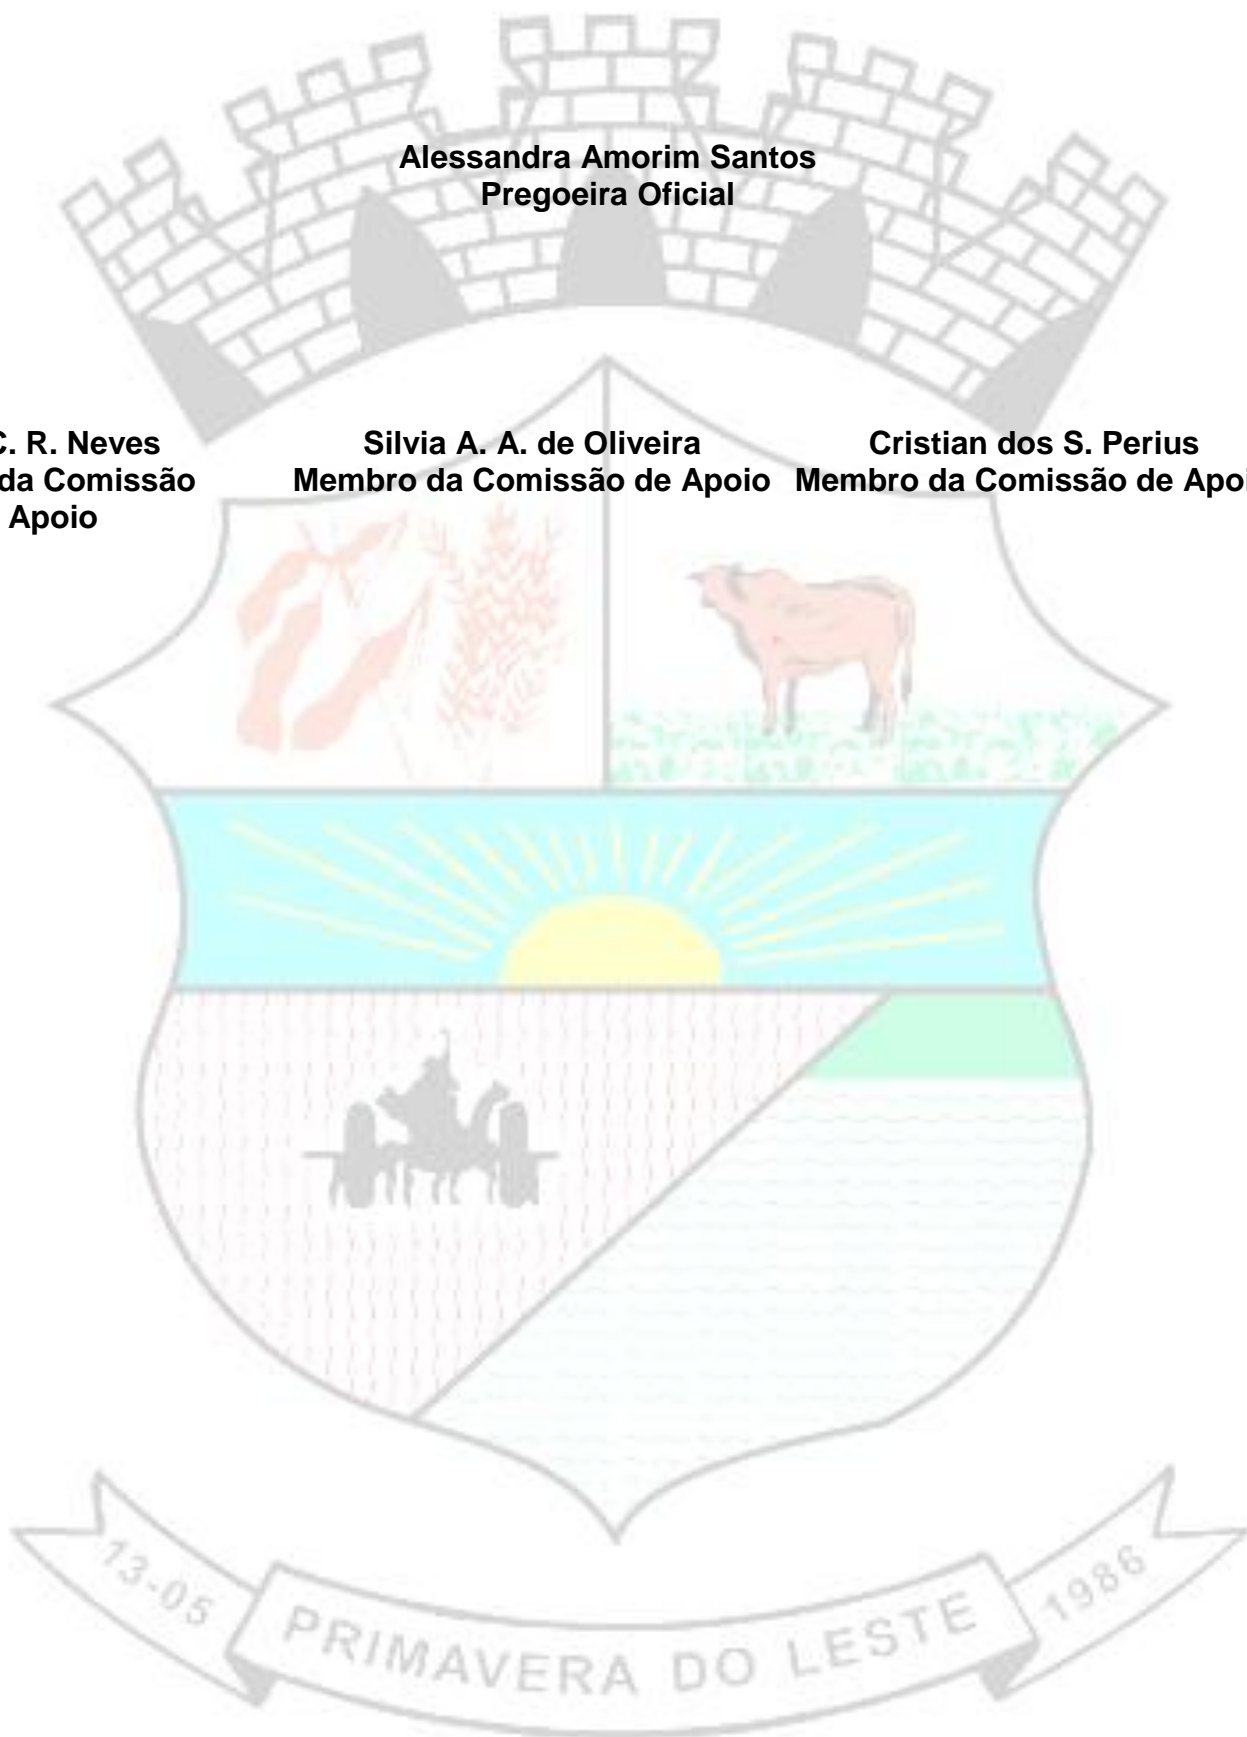 Alessandra Amorim Santos
Pregoeira Oficial
C. R. Neves
da Comissão
Apoio
Silvia A. A. de Oliveira
Membro da Comissão de Apoio
Cristian dos S. Perius
Membro da Comissão de
13-05
PRIMAVERA DO LESTE
1986